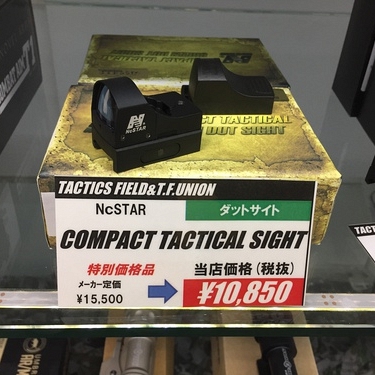 NcSTAR
COMPACT TACTICAL
DOT SIGHT
TACTICS FIELD&T.F.UNION
NcSTAR
ダットサイト
COMPACT TACTICAL SIGHT
特別価格品
当店価格(税抜)
メーカー定価
¥15,500
¥10,850